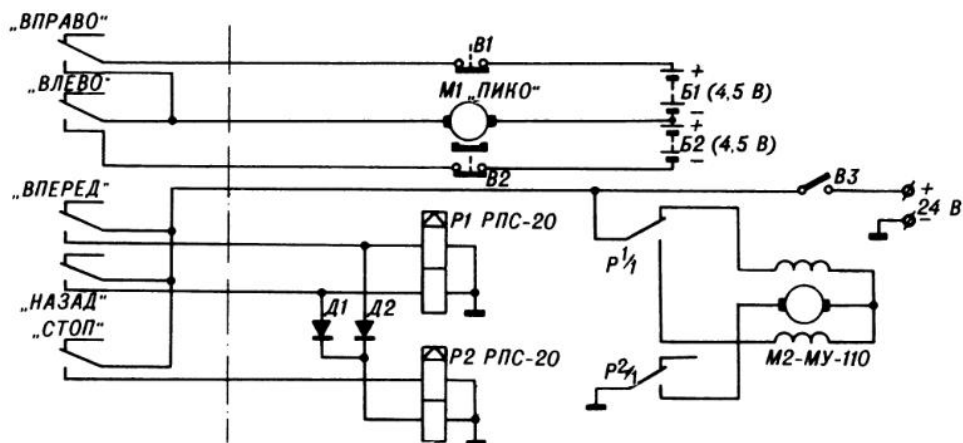 „ВПРАВО“
В1
„ВЛЕВО“
М1 „ПИКО“
+
Б1 (4,5 В)
−
+
Б2 (4,5 В)
−
В2
„ВПЕРЕД“
В3
+
24 В
−
Р1 РПС-20
Р1/1
„НАЗАД“
Д1
Д2
„СТОП“
Р2 РПС-20
М2-МУ-110
Р2/1